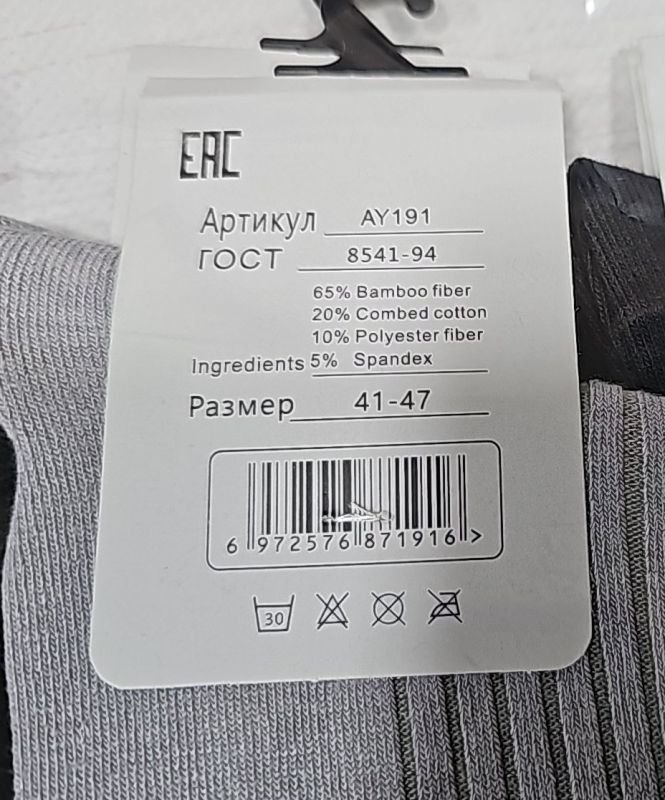 EAC
Артикул AY191
ГОСТ 8541-94
65% Bamboo fiber
20% Combed cotton
10% Polyester fiber
Ingredients 5% Spandex
Размер 41-47
6 972576 871916 >
30